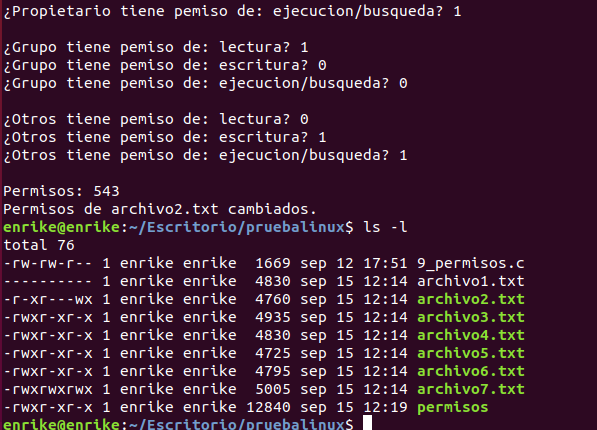 ¿Propietario tiene pemiso de: ejecucion/busqueda? 1
¿Grupo tiene pemiso de: lectura? 1
¿Grupo tiene pemiso de: escritura? 0
¿Grupo tiene pemiso de: ejecucion/busqueda? 0
¿Otros tiene pemiso de: lectura? 0
¿Otros tiene pemiso de: escritura? 1
¿Otros tiene pemiso de: ejecucion/busqueda? 1
Permisos: 543
Permisos de archivo2.txt cambiados.
enrike@enrike:~/Escritorio/pruebalinux$ ls -l
total 76
-rw-rw-r-- 1 enrike enrike  1669 sep 12 17:51 9_permisos.c
---------- 1 enrike enrike  4830 sep 15 12:14 archivo1.txt
-r-xr---wx 1 enrike enrike  4760 sep 15 12:14 archivo2.txt
-rwxr-xr-x 1 enrike enrike  4935 sep 15 12:14 archivo3.txt
-rwxr-xr-x 1 enrike enrike  4830 sep 15 12:14 archivo4.txt
-rwxr-xr-x 1 enrike enrike  4725 sep 15 12:14 archivo5.txt
-rwxr-xr-x 1 enrike enrike  4795 sep 15 12:14 archivo6.txt
-rwxrwxrwx 1 enrike enrike  5005 sep 15 12:14 archivo7.txt
-rwxr-xr-x 1 enrike enrike 12840 sep 15 12:19 permisos
enrike@enrike:~/Escritorio/pruebalinux$